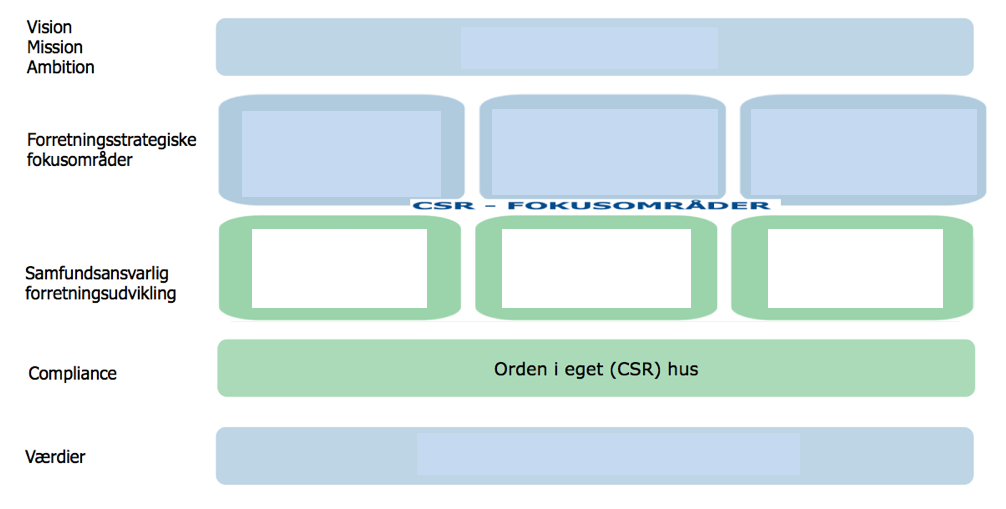 Vision
Mission
Ambition
Forretningsstrategiske
fokusområder
CSR – FOKUSOMRÅDER
Samfundsansvarlig
forretningsudvikling
Compliance
Orden i eget (CSR) hus
Værdier